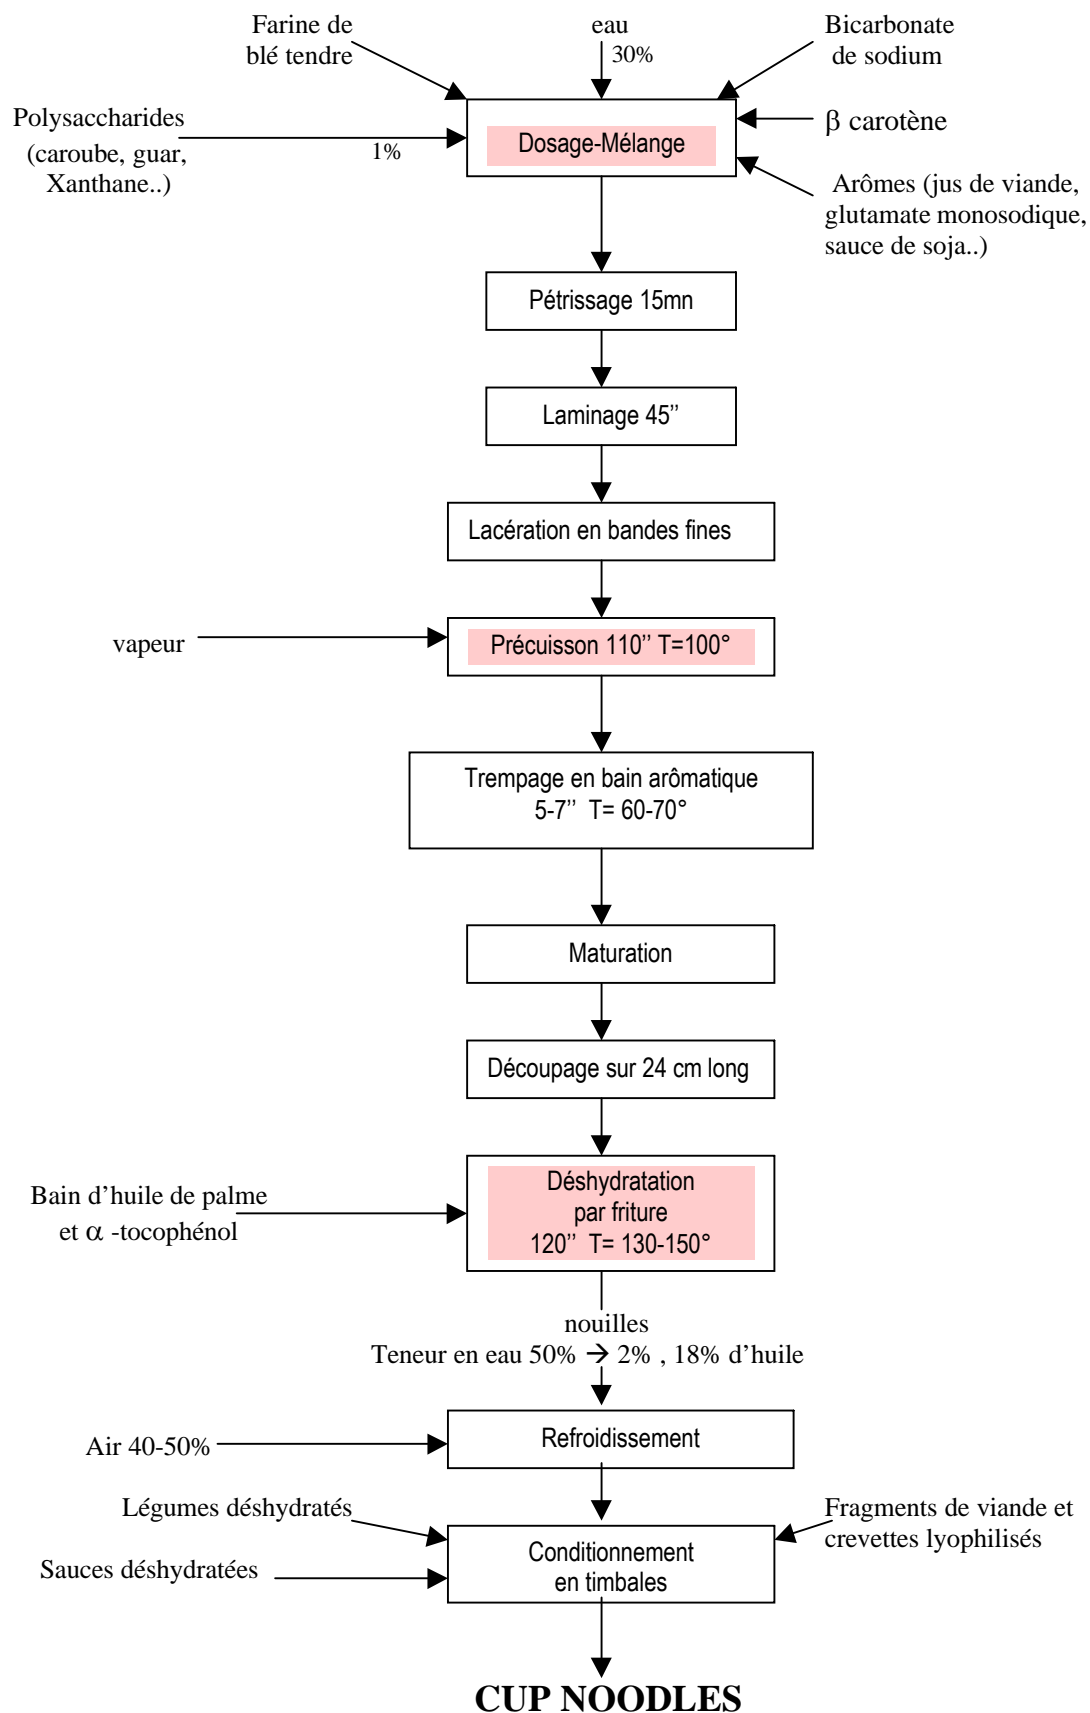 Farine de
blé tendre
eau
30%
Bicarbonate
de sodium
Polysaccharides
(caroube, guar,
Xanthane..)
1%
Dosage-Mélange
β carotène
Arômes (jus de viande,
glutamate monosodique,
sauce de soja..)
Pétrissage 15mn
Laminage 45’’
Lacération en bandes fines
vapeur
Précuisson 110’’ T=100°
Trempage en bain arômatique
5-7’’ T= 60-70°
Maturation
Découpage sur 24 cm long
Bain d’huile de palme
et α -tocophénol
Déshydratation
par friture
120’’ T= 130-150°
nouilles
Teneur en eau 50% → 2% , 18% d’huile
Air 40-50%
Refroidissement
Légumes déshydratés
Sauces déshydratées
Conditionnement
en timbales
Fragments de viande et
crevettes lyophilisés
CUP NOODLES